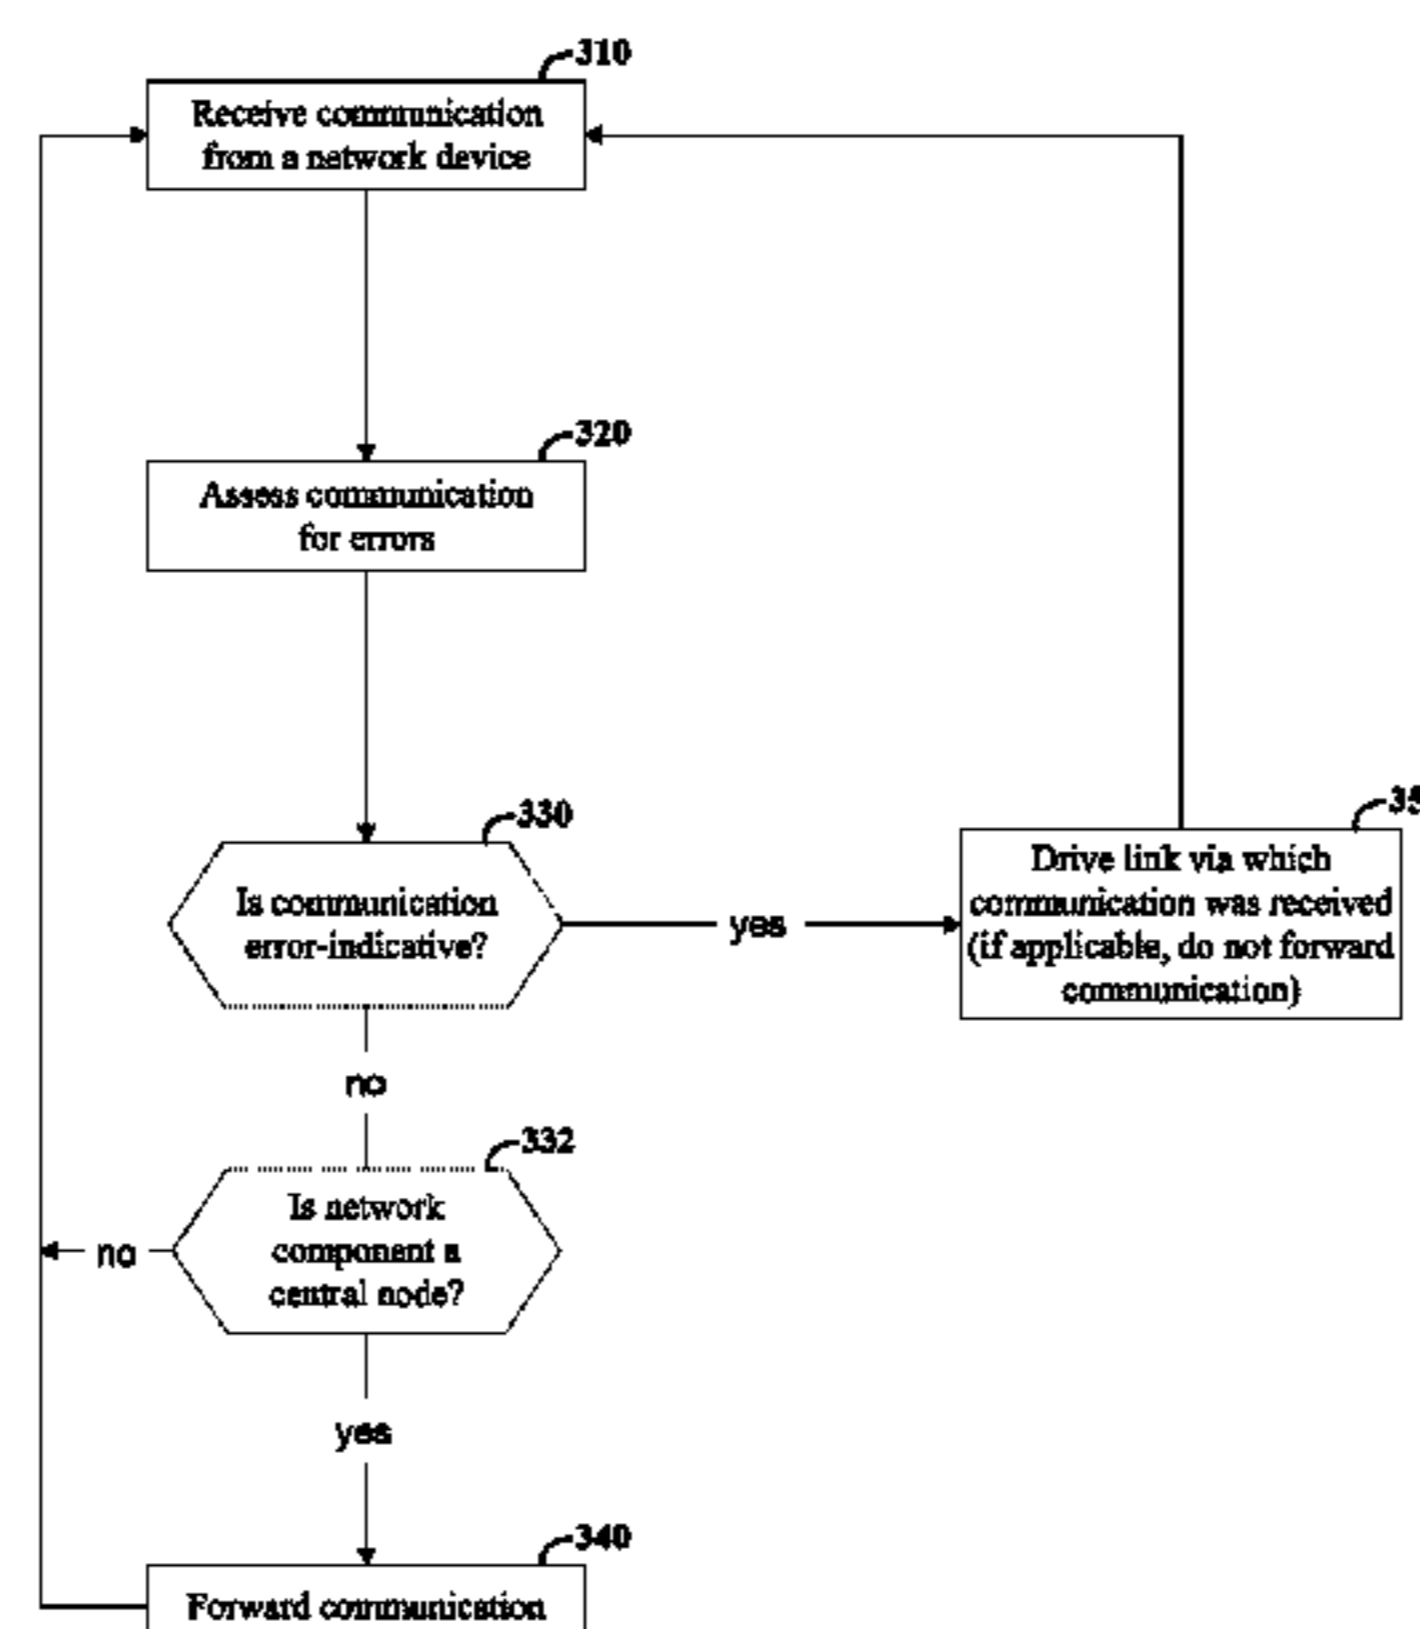 310
Receive communication
from a network device
320
Assess communication
for errors
330
Is communication
error-indicative?
yes
35
Drive link via which
communication was received
(if applicable, do not forward
communication)
no
332
Is network
component a
central node?
no
yes
340
Forward communication